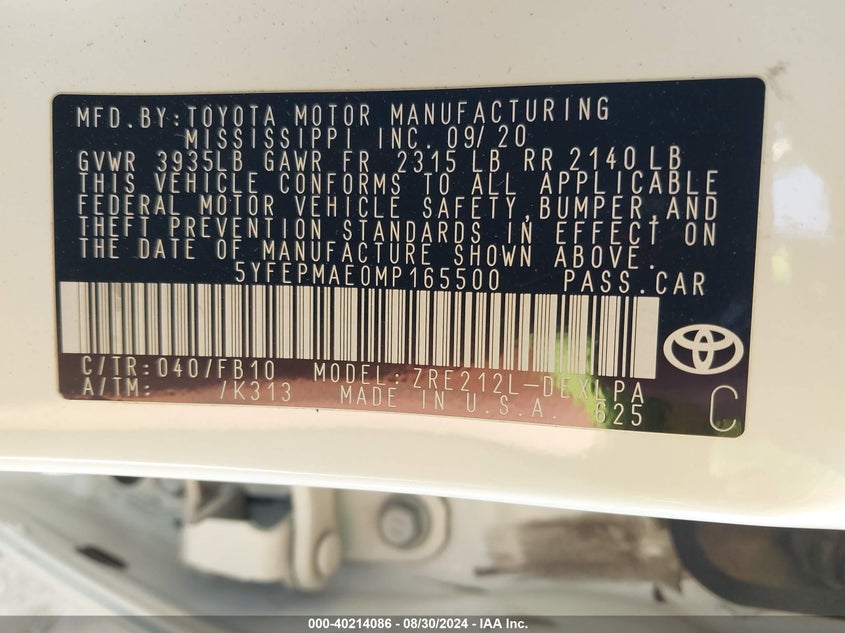 MFD.BY:TOYOTA MOTOR MANUFACTURING
MISSISSIPPI INC. 09/20
GVWR 3935LB GAWR FR 2315 LB RR 2140LB
THIS VEHICLE CONFORMS TO ALL APPLICABLE
FEDERAL MOTOR VEHICLE SAFETY,BUMPER,AND
THEFT PREVENTION STANDARDS IN EFFECT ON
THE DATE OF MANUFACTURE SHOWN ABOVE.
5YFEPMAE0MP165500 PASS.CAR
C/TR:040/FB10 MODEL:ZRE212L-DEXLPA
A/TM: /K313 MADE IN U.S.A. 625
C
000-40214086 - 08/30/2024 - IAA Inc.